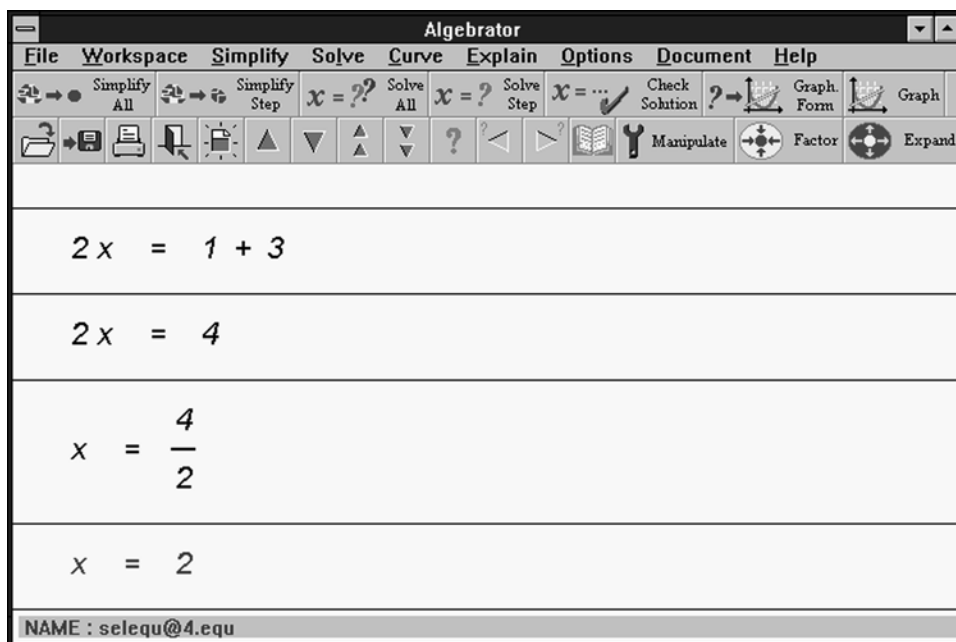 Algebrator
File Workspace Simplify Solve Curve Explain Options Document Help
Simplify All Simplify Step x = ?? Solve All x = ? Solve Step x = ... Check Solution ? Graph. Form Graph
? ? ? Manipulate Factor Expand
2x = 1 + 3
2x = 4
x = 4/2
x = 2
NAME : selequ@4.equ